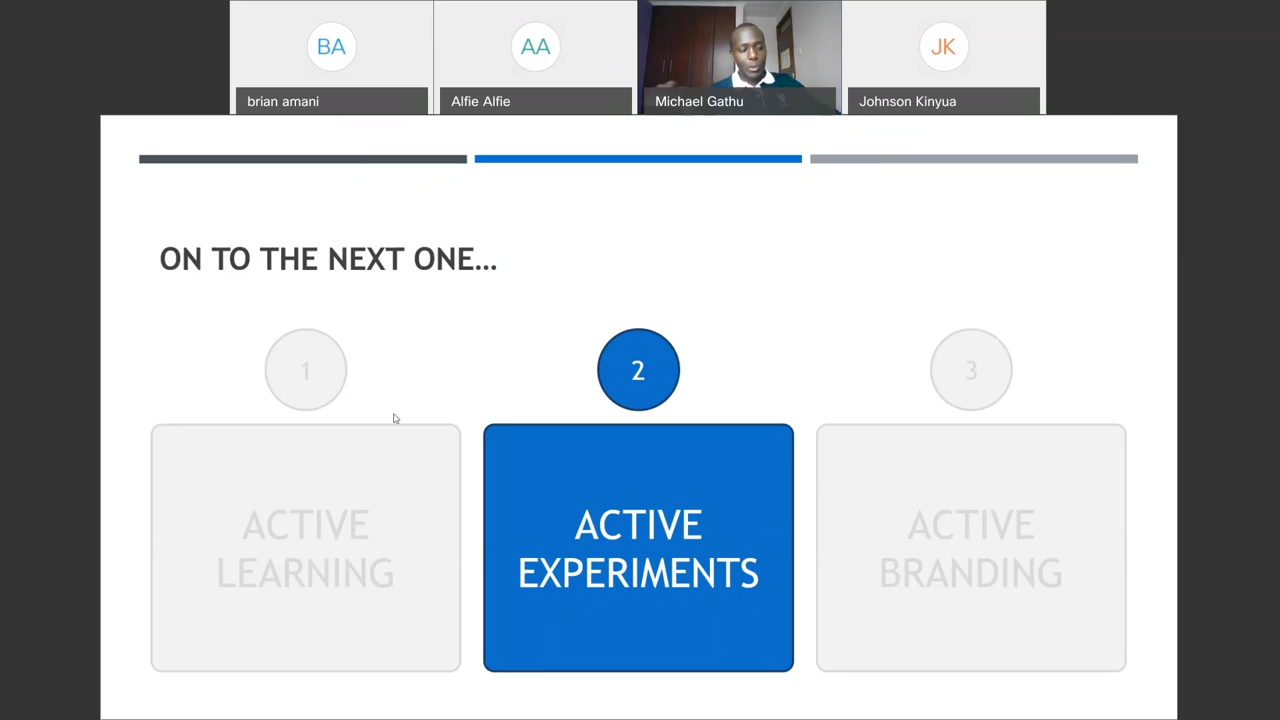 BA
AA
JK
brian amani
Alfie Alfie
Michael Gathu
Johnson Kinyua
ON TO THE NEXT ONE...
1
2
3
ACTIVE
LEARNING
ACTIVE
EXPERIMENTS
ACTIVE
BRANDING